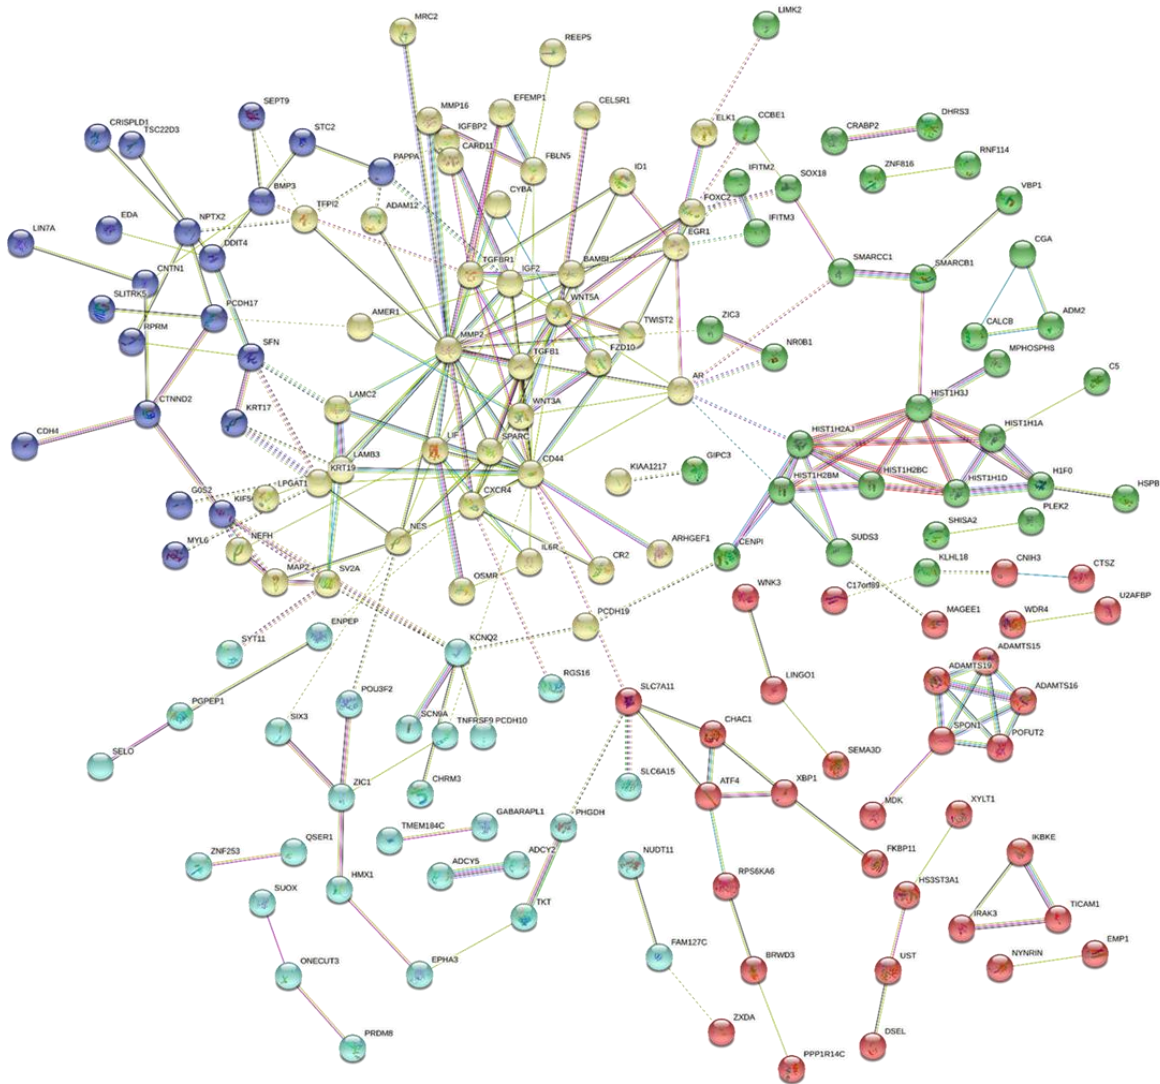 MRC2
LIMK2
REEP5
SEPT9
MMP16
EFEMP1
CELSR1
ELK1
CCBE1
DHRS3
CRISPLD1
TSC22D3
STC2
IGFBP2
CRABP2
CARD11
FBLN5
ID1
IFITM2
RNF114
PAPPA
ZNF816
BMP3
CYBA
SOX18
VBP1
EDA
NPTX2
TFPI2
ADAM12
FOXC2
IFITM3
LIN7A
DDIT4
EGR1
CGA
CNTN1
TGFBR1
IGF2
BAMBI
SMARCC1
SMARCB1
SLITRK5
PCDH17
WNT5A
RPRM
AMER1
MMP2
TWIST2
ZIC3
CALCB
ADM2
SFN
TGFB1
FZD10
NR0B1
MPHOSPH8
AR
C5
CTNND2
LAMC2
WNT3A
HIST1H3J
CDH4
KRT17
LIF
SPARC
HIST1H2AJ
HIST1H1A
LAMB3
CD44
KIAA1217
GIPC3
KRT19
LPGAT1
HIST1H2BM
HIST1H2BC
HIST1H1D
H1F0
G0S2
CXCR4
HSPB
KIF5
PLEK2
SHISA2
MYL6
NEFH
NES
IL6R
ARHGEF1
CENPI
SUDS3
MAP2
SV2A
OSMR
CR2
KLHL18
CNIH3
CTSZ
C17orf89
WNK3
U2AFBP
PCDH19
MAGEE1
WDR4
SYT11
ENPEP
KCNQ2
ADAMTS15
ADAMTS19
RGS16
LINGO1
ADAMTS16
PGPEP1
POU3F2
SLC7A11
SIX3
SCN9A
TNFRSF9
PCDH10
CHAC1
SPON1
POFUT2
SELO
SEMA3D
ZIC1
CHRM3
SLC6A15
ATF4
XBP1
MDK
XYLT1
TMEM184C
GABARAPL1
PHGDH
ZNF253
QSER1
ADCY5
ADCY2
NUDT11
FKBP11
IKBKE
SUOX
HMX1
RPS6KA6
HS3ST3A1
TKT
IRAK3
TICAM1
FAM127C
EMP1
ONECUT3
EPHA3
BRWD3
UST
NYNRIN
ZXDA
PRDM8
DSEL
PPP1R14C